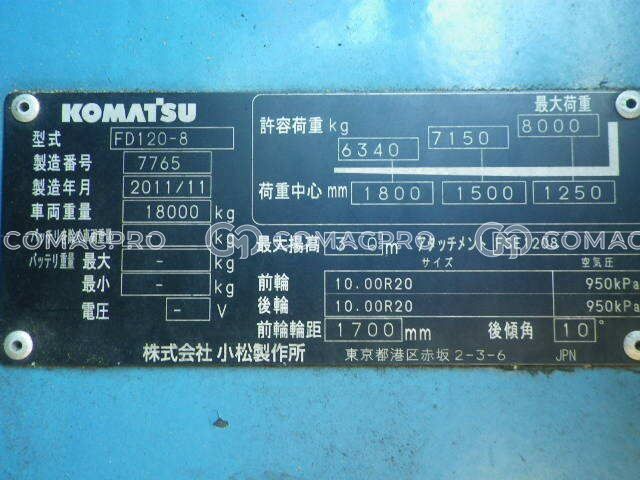 KOMATSU
型式 FD120-8
製造番号 7765
製造年月 2011/11
車両重量 18000 kg
kg
バッテリ重量 最大 - kg
最小 - kg
電圧 - V
最大荷重
許容荷重 kg 6340 7150 8000
荷重中心 mm 1800 1500 1250
最大揚高 m アタッチメント
サイズ 空気圧
前輪 10.00R20 950kPa
後輪 10.00R20 950kPa
前輪輪距 1700 mm 後傾角 10°
株式会社 小松製作所 東京都港区赤坂 2-3-6 JPN
COMACPRO COMACPRO COMACPRO